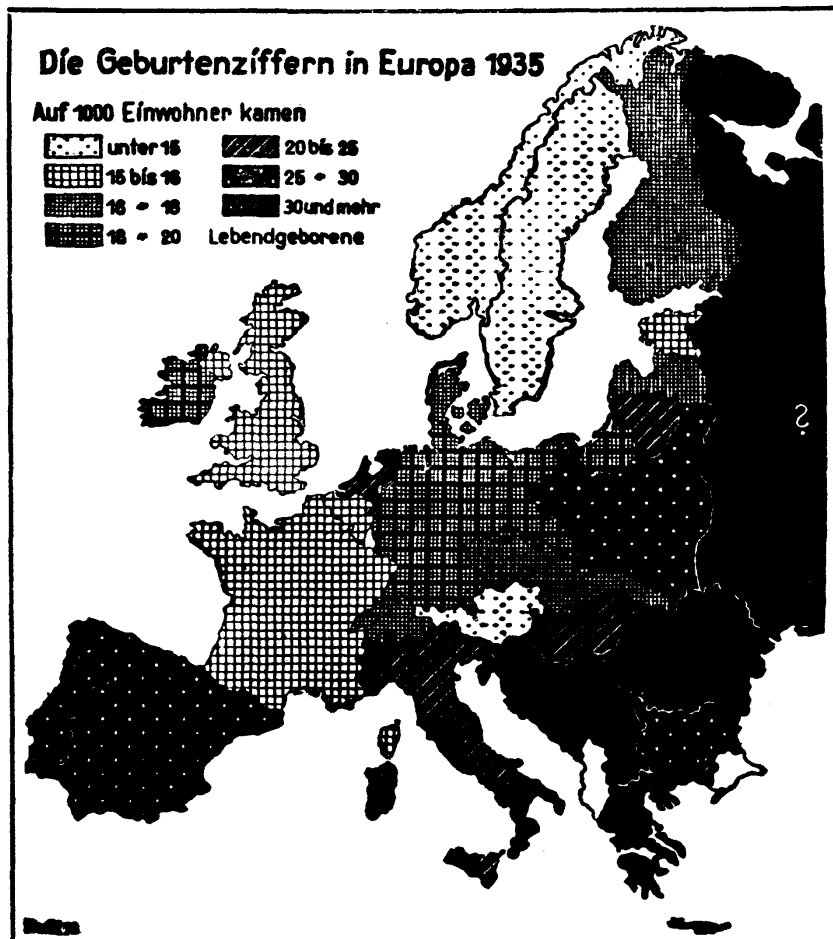 Die Geburtenziffern in Europa 1935
Auf 1000 Einwohner kamen
unter 15
15 bis 16
16 " 18
18 " 20
20 bis 25
25 " 30
30 und mehr
Lebendgeborene
?